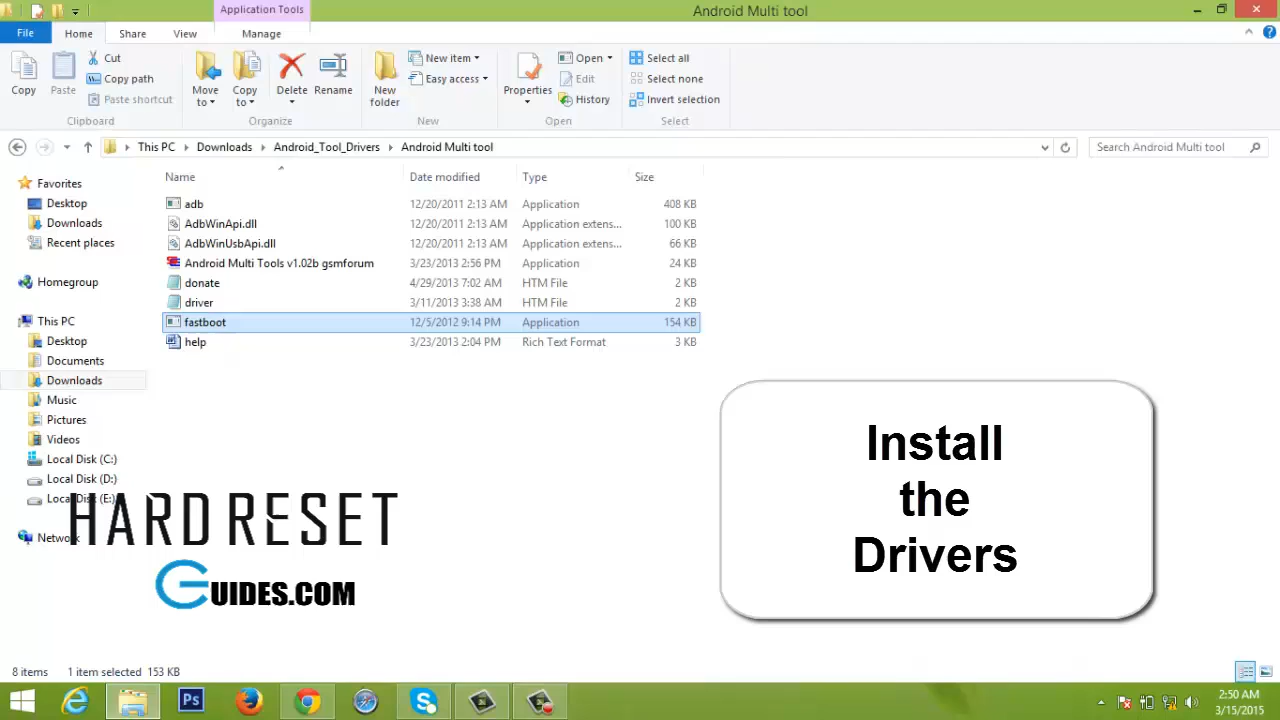 Application Tools
Android Multi tool
File
Home
Share
View
Manage
Copy
Paste
Cut
Copy path
Paste shortcut
Clipboard
Move to
Copy to
Delete
Rename
Organize
New folder
New item
Easy access
New
Properties
Open
Edit
History
Open
Select all
Select none
Invert selection
Select
This PC
Downloads
Android_Tool_Drivers
Android Multi tool
Search Android Multi tool
Name
Date modified
Type
Size
adb 12/20/2011 2:13 AM Application 408 KB
AdbWinApi.dll 12/20/2011 2:13 AM Application extens... 100 KB
AdbWinUsbApi.dll 12/20/2011 2:13 AM Application extens... 66 KB
Android Multi Tools v1.02b gsmforum 3/23/2013 2:56 PM Application 24 KB
donate 4/29/2013 7:02 AM HTM File 2 KB
driver 3/11/2013 3:38 AM HTM File 2 KB
fastboot 12/5/2012 9:14 PM Application 154 KB
help 3/23/2013 2:04 PM Rich Text Format 3 KB
Favorites
Desktop
Downloads
Recent places
Homegroup
This PC
Desktop
Documents
Downloads
Music
Pictures
Videos
Local Disk (C:)
Local Disk (D:)
Local Disk (E:)
Network
HARD RESET
GUIDES.COM
Install
the
Drivers
8 items 1 item selected 153 KB
Ps
2:50 AM
3/15/2015